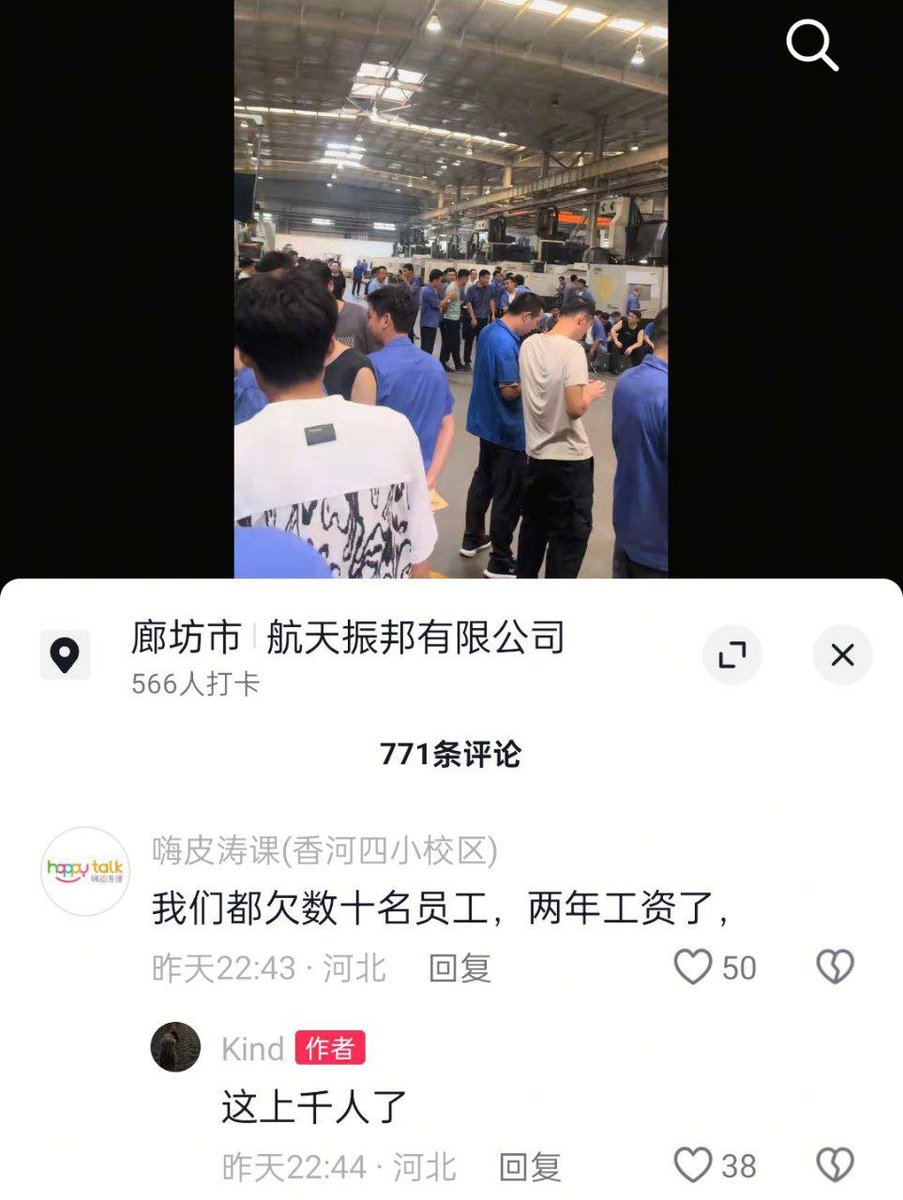 廊坊市 | 航天振邦有限公司
566人打卡
771条评论
happy talk
嗨皮涛课
嗨皮涛课(香河四小校区)
我们都欠数十名员工，两年工资了，
昨天22:43 · 河北 回复 50
Kind 作者
这上千人了
昨天22:44 · 河北 回复 38